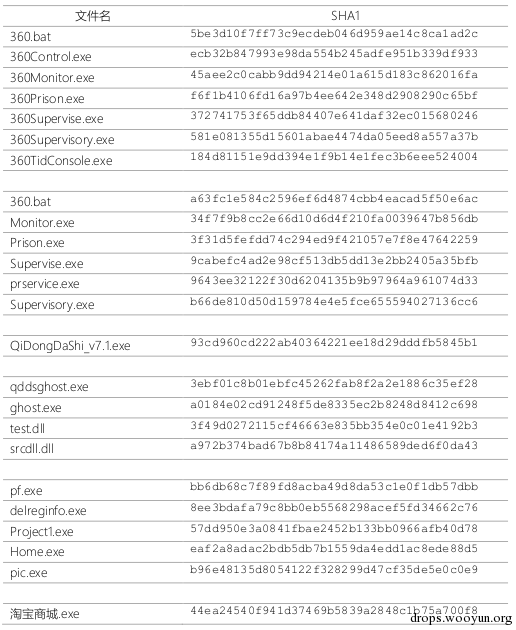 文件名 SHA1
360.bat 5be3d10f7ff73c9ecdeb046d959ae14c8ca1ad2c
360Control.exe ecb32b847993e98da554b245adfe951b339df933
360Monitor.exe 45aee2c0cabb9dd94214e01a615d183c862016fa
360Prison.exe f6f1b4106fd16a97b4ee642e348d2908290c65bf
360Supervise.exe 372741753f65ddb84407e641daf32ec015680246
360Supervisory.exe 581e081355d15601abae4474da05eed8a557a37b
360TidConsole.exe 184d81151e9dd394e1f9b14e1fec3b6eee524004
360.bat a63fc1e584c2596ef6d4874cbb4eacad5f50e6ac
Monitor.exe 34f7f9b8cc2e66d10d6d4f210fa0039647b856db
Prison.exe 3f31d5fefdd74c294ed9f421057e7f8e47642259
Supervise.exe 9cabefc4ad2e98cf513db5dd13e2bb2405a35bfb
prservice.exe 9643ee32122f30d6204135b9b97964a961074d33
Supervisory.exe b66de810d50d159784e4e5fce655594027136cc6
QiDongDaShi_v7.1.exe 93cd960cd222ab40364221ee18d29dddfb5845b1
qddsghost.exe 3ebf01c8b01ebfc45262fab8f2a2e1886c35ef28
ghost.exe a0184e02cd91248f5de8335ec2b8248d8412c698
test.dll 3f49d0272115cf46663e835bb354e0c01e4192b3
srcdll.dll a972b374bad67b8b84174a11486589ded6f0da43
pf.exe bb6db68c7f89fd8acba49d8da53c1e0f1db57dbb
delreginfo.exe 8ee3bdafa79c8bb0eb5568298acef5fd34662c76
Project1.exe 57dd950e3a0841fbae2452b133bb0966afb40d78
Home.exe eaf2a8adac2bdb5db7b1559da4edd1ac8ede88d5
pic.exe b96e48135d8054122f328299d47cf35de5e0c0e9
淘宝商城.exe 44ea24540f941d37469b5839a2848c1b75a700f8
drops.wooyun.org